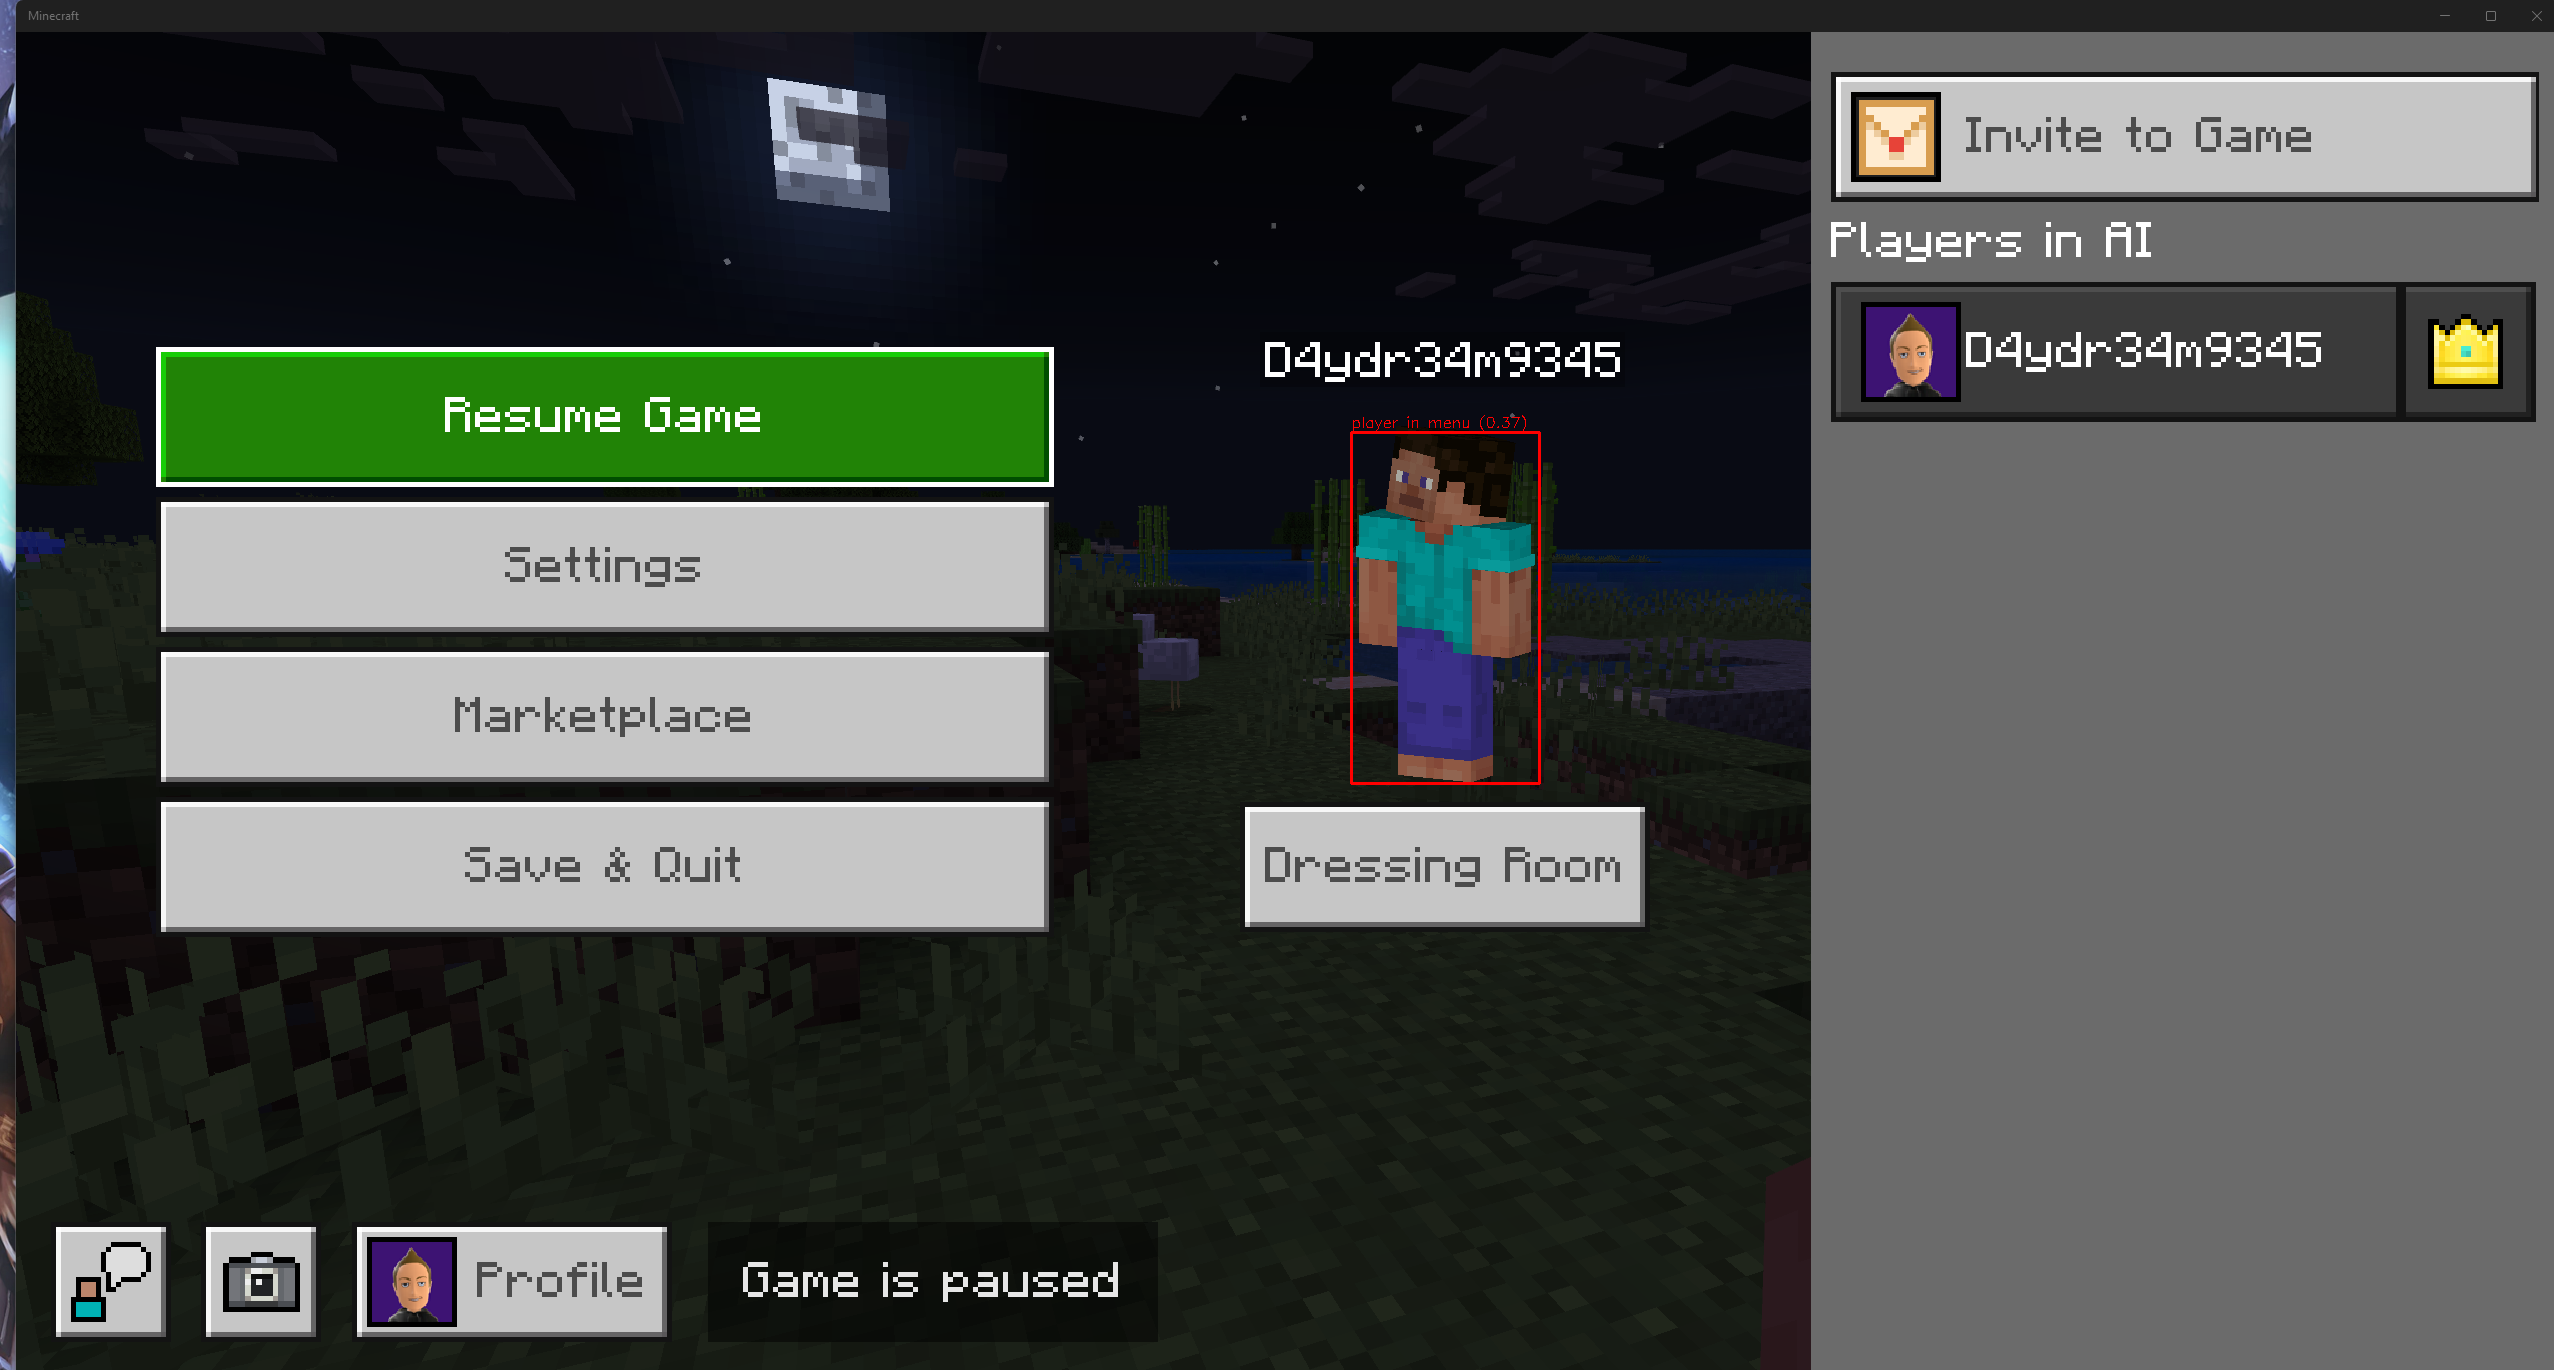 Minecraft
Invite to Game
Players in AI
D4ydr34m9345
D4ydr34m9345
player in menu (0.37)
Resume Game
Settings
Marketplace
Save & Quit
Dressing Room
Profile
Game is paused